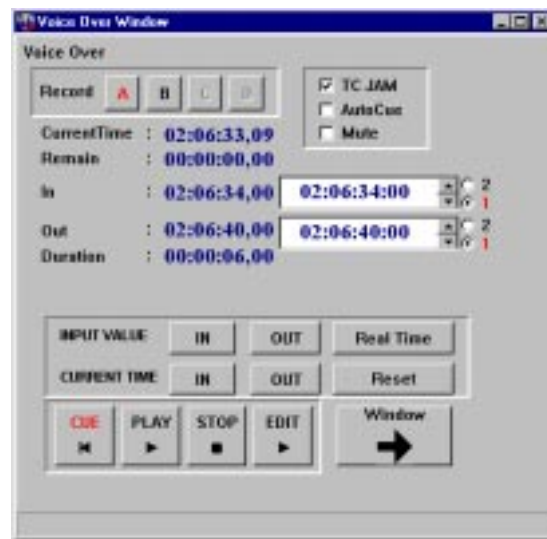 Voice Over Window
Voice Over
Record A B C D
TC JAM
AutoCue
Mute
CurrentTime : 02:06:33,09
Remain : 00:00:00,00
In : 02:06:34,00 02:06:34:00 2 1
Out : 02:06:40,00 02:06:40:00 2 1
Duration : 00:00:06,00
INPUT VALUE IN OUT Real Time
CURRENT TIME IN OUT Reset
CUE PLAY STOP EDIT Window